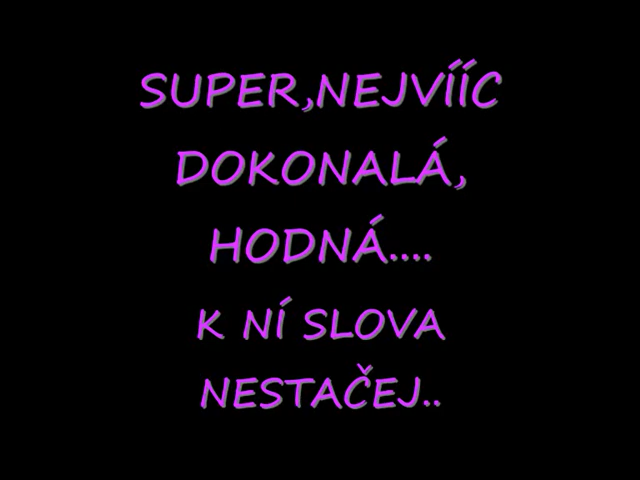 SUPER,NEJVÍÍC
DOKONALÁ,
HODNÁ....
K NÍ SLOVA
NESTAČEJ..